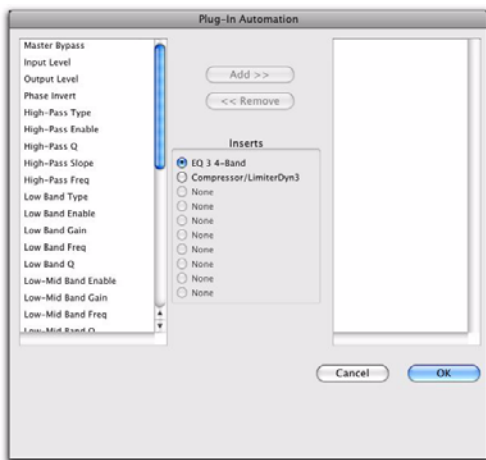 Plug-In Automation
Master Bypass
Input Level
Output Level
Phase Invert
High-Pass Type
High-Pass Enable
High-Pass Q
High-Pass Slope
High-Pass Freq
Low Band Type
Low Band Enable
Low Band Gain
Low Band Freq
Low Band Q
Low-Mid Band Enable
Low-Mid Band Gain
Low-Mid Band Freq
Low-Mid Band Q
Add >>
<< Remove
Inserts
EQ 3 4-Band
Compressor/LimiterDyn3
None
None
None
None
None
None
None
None
Cancel
OK